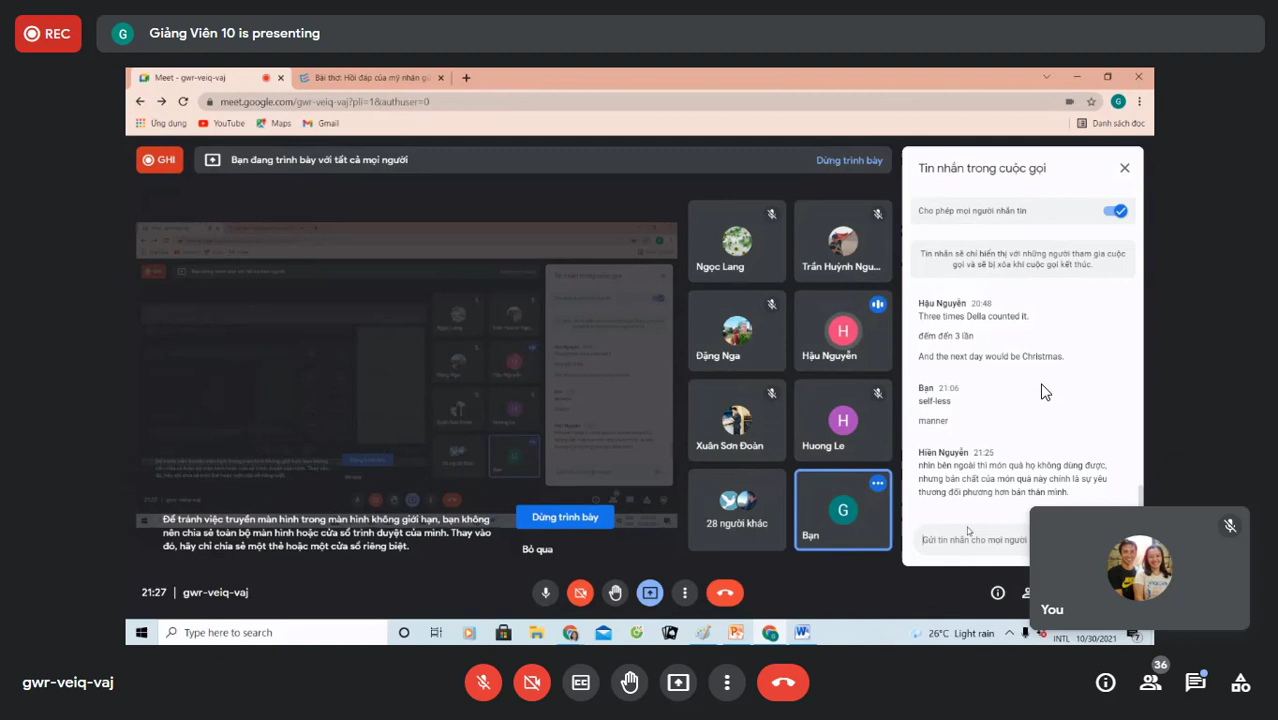 REC
G
Giảng Viên 10 is presenting
Meet - gwr-veiq-vaj
Bài thơ: Hồi đáp của mỹ nhân gử
meet.google.com/gwr-veiq-vaj?pli=1&authuser=0
G
Ứng dụng
YouTube
Maps
Gmail
Danh sách đọc
GHI
Bạn đang trình bày với tất cả mọi người
Dừng trình bày
Tin nhắn trong cuộc gọi
Cho phép mọi người nhắn tin
Tin nhắn sẽ chỉ hiển thị với những người tham gia cuộc
gọi và sẽ bị xóa khi cuộc gọi kết thúc.
Ngọc Lang
Trần Huỳnh Ngu...
Đặng Nga
H
Hậu Nguyễn
Xuân Sơn Đoàn
H
Huong Le
28 người khác
G
Bạn
Hậu Nguyễn 20:48
Three times Della counted it.
đếm đến 3 lần
And the next day would be Christmas.
Bạn 21:06
self-less
manner
Hiền Nguyễn 21:25
nhìn bên ngoài thì món quà họ không dùng được,
nhưng bản chất của món quà này chính là sự yêu
thương đối phương hơn bản thân mình.
Gửi tin nhắn cho mọi người
Để tránh việc truyền màn hình trong màn hình không giới hạn, bạn không
nên chia sẻ toàn bộ màn hình hoặc cửa sổ trình duyệt của mình. Thay vào
đó, hãy chỉ chia sẻ một thẻ hoặc một cửa sổ riêng biệt.
Dừng trình bày
Bỏ qua
21:27 | gwr-veiq-vaj
You
Type here to search
26°C Light rain
INTL
10/30/2021
gwr-veiq-vaj
36